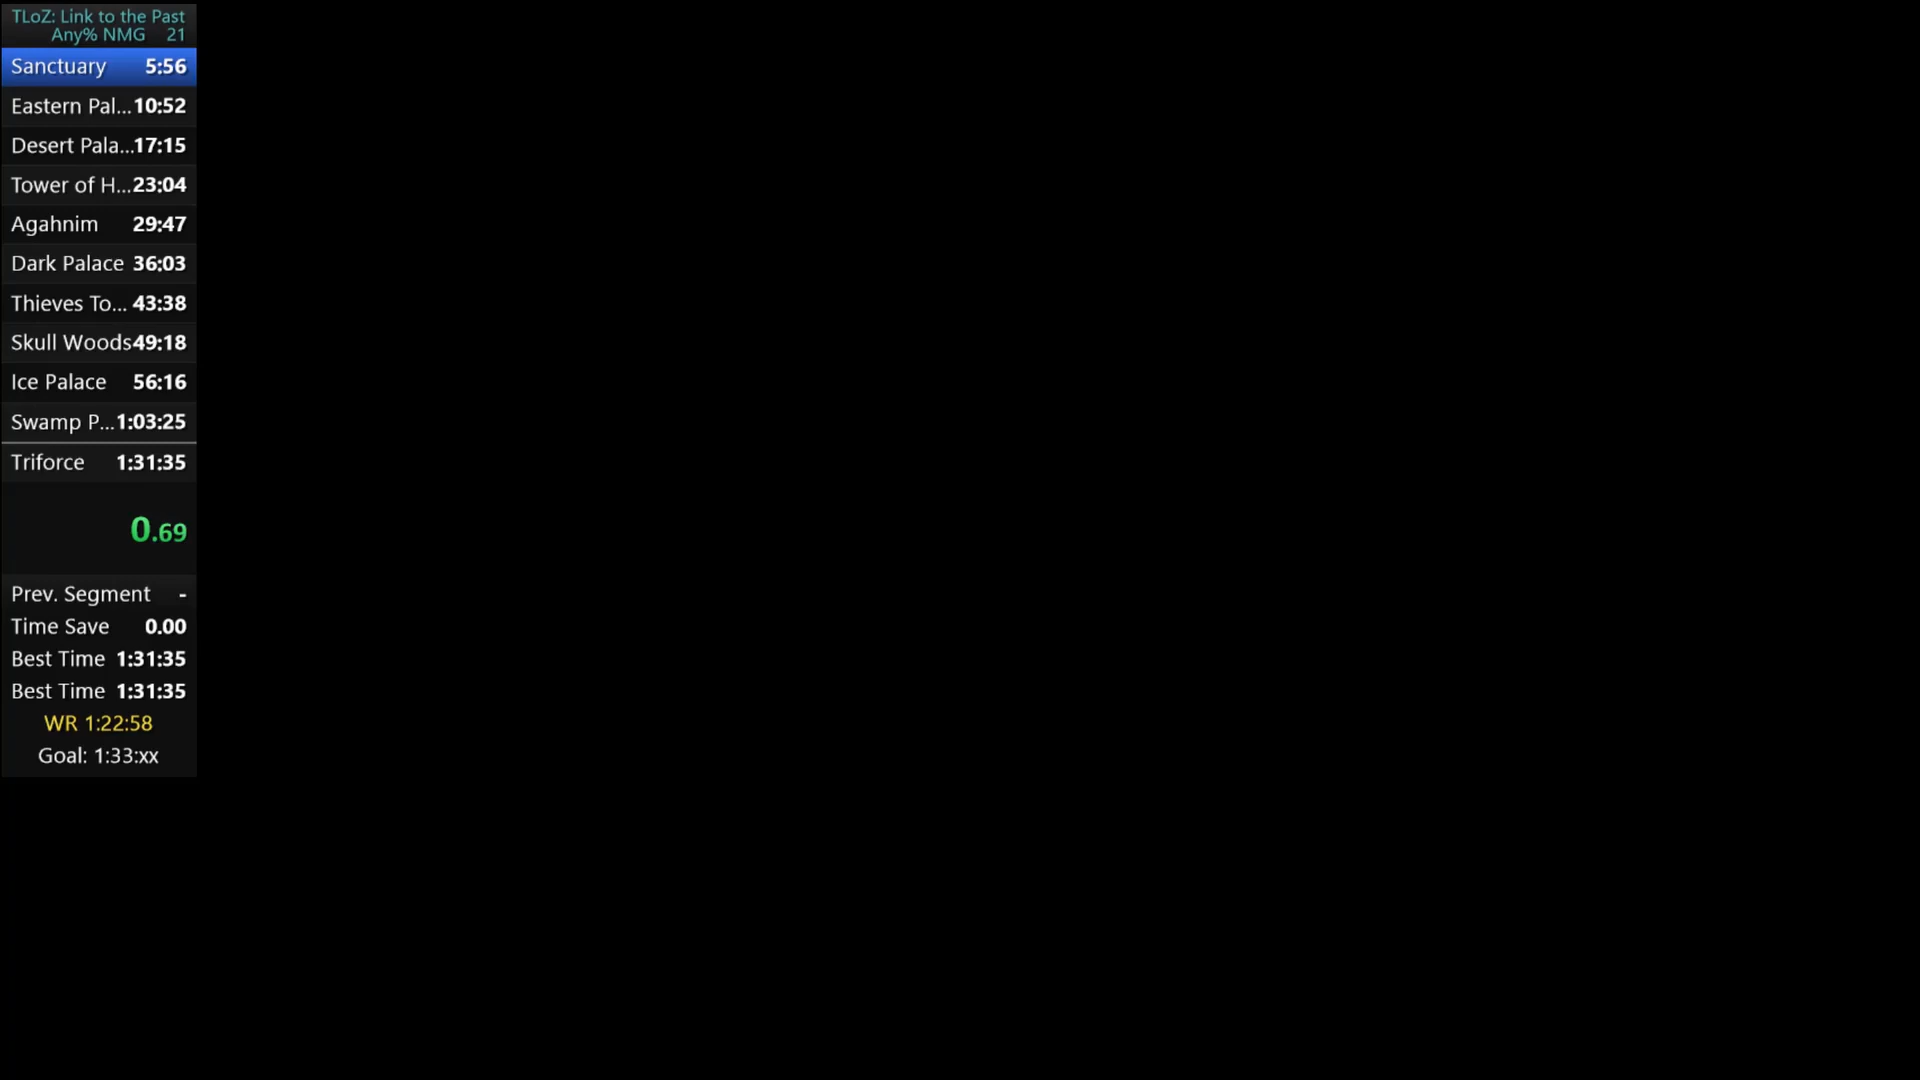 TLoZ: Link to the Past
Any% NMG 21
Sanctuary 5:56
Eastern Pal... 10:52
Desert Pala... 17:15
Tower of H... 23:04
Agahnim 29:47
Dark Palace 36:03
Thieves To... 43:38
Skull Woods 49:18
Ice Palace 56:16
Swamp P... 1:03:25
Triforce 1:31:35
0.69
Prev. Segment -
Time Save 0.00
Best Time 1:31:35
Best Time 1:31:35
WR 1:22:58
Goal: 1:33:xx